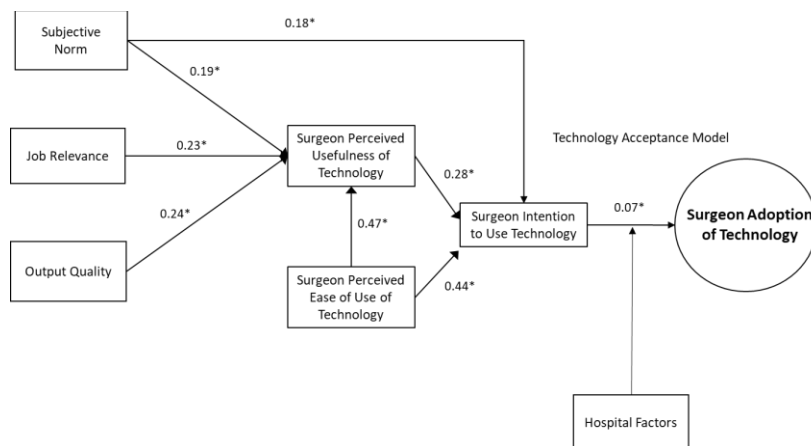 Subjective
Norm
0.18*
0.19*
Job Relevance
0.23*
Surgeon Perceived
Usefulness of
Technology
Technology Acceptance Model
0.28*
0.24*
0.47*
Surgeon Intention
to Use Technology
0.07*
Surgeon Adoption
of Technology
Output Quality
Surgeon Perceived
Ease of Use of
Technology
0.44*
Hospital Factors